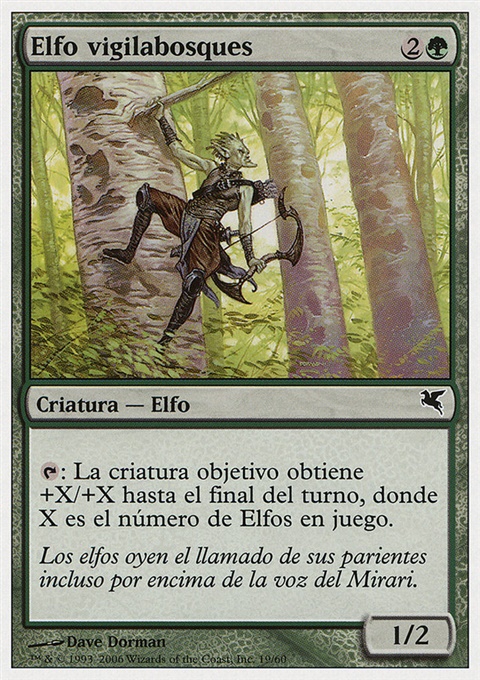 Elfo vigilabosques 2
Criatura — Elfo
: La criatura objetivo obtiene
+X/+X hasta el final del turno, donde
X es el número de Elfos en juego.
Los elfos oyen el llamado de sus parientes
incluso por encima de la voz del Mirari.
Dave Dorman
1/2
™ & © 1993–2006 Wizards of the Coast, Inc. 19/60